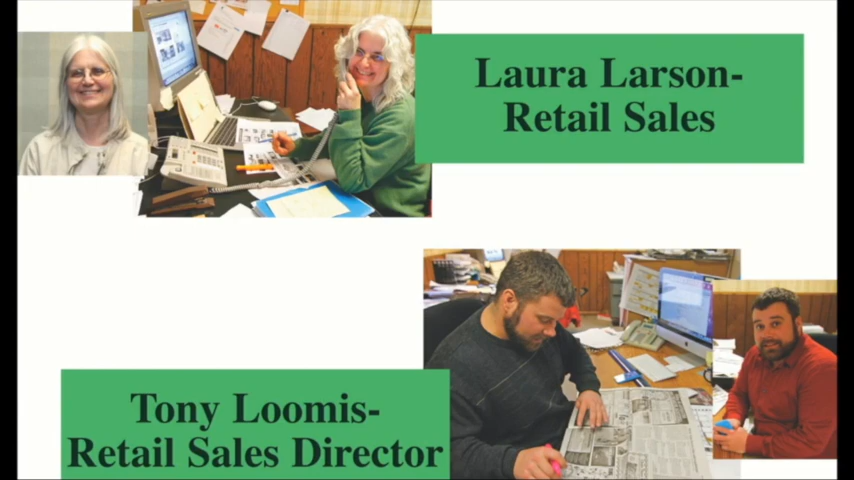 Laura Larson-
Retail Sales
Tony Loomis-
Retail Sales Director